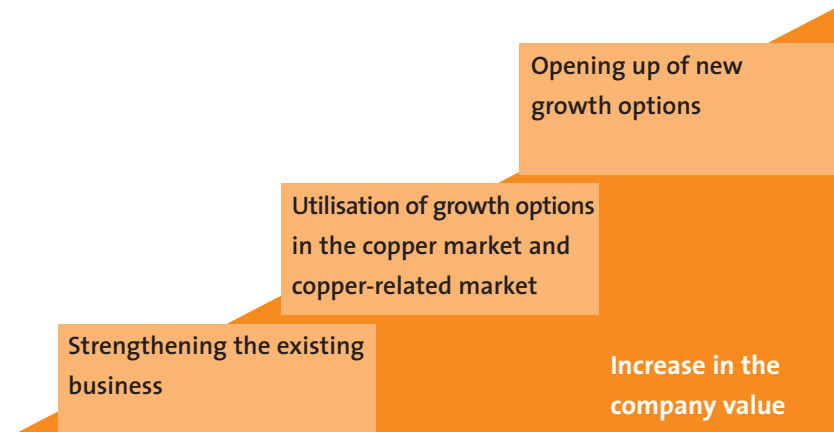 Opening up of new
growth options
Utilisation of growth options
in the copper market and
copper-related market
Strengthening the existing
business
Increase in the
company value